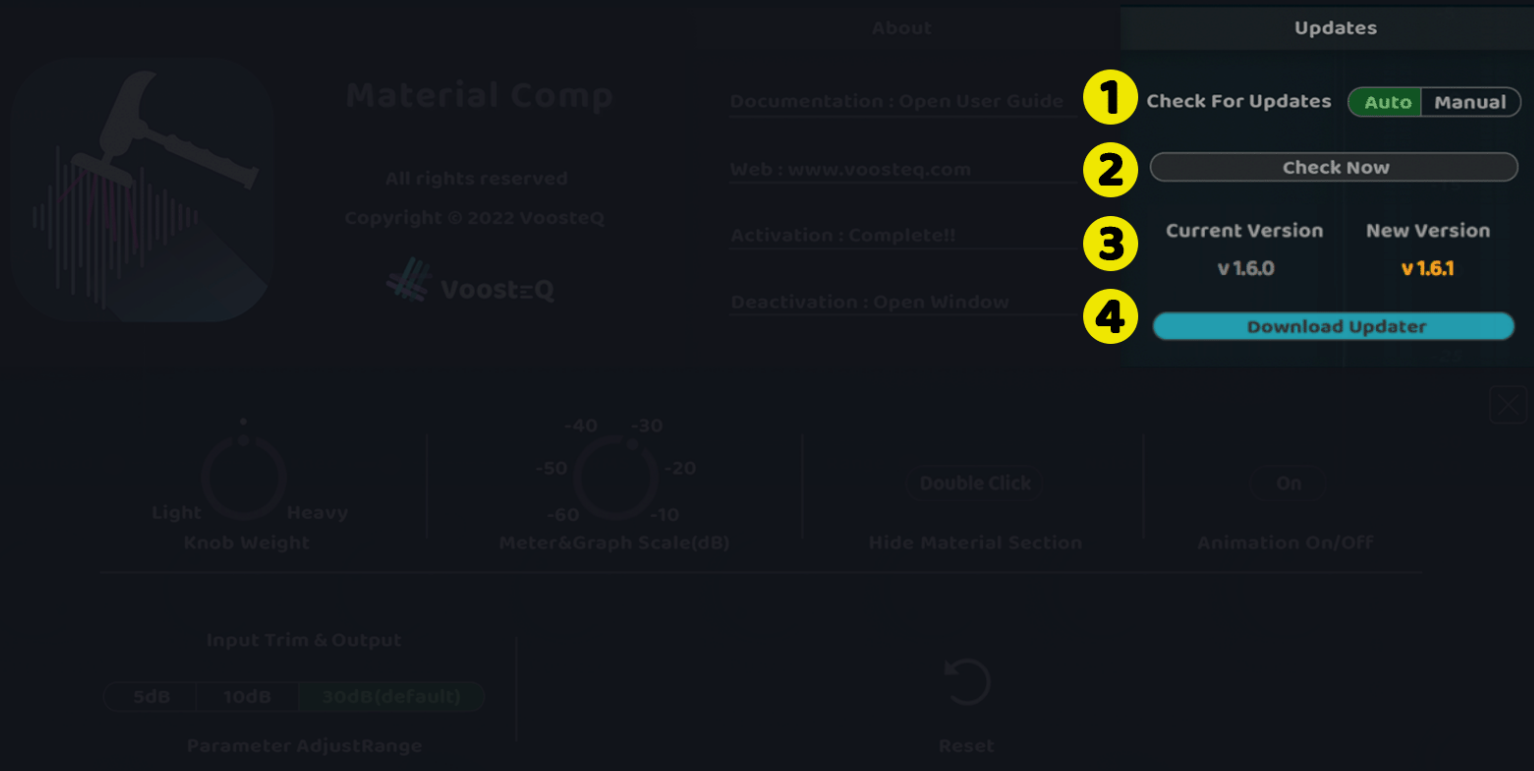 About
Updates
Material Comp
All rights reserved
Copyright © 2022 VoosteQ
VoostΞQ
Documentation : Open User Guide
Web : www.voosteq.com
Activation : Complete!!
Deactivation : Open Window
1 Check For Updates Auto Manual
2 Check Now
3 Current Version New Version
v 1.6.0 v 1.6.1
4 Download Updater
-40 -30
-50 -20
-60 -10
Light Heavy
Double Click
On
Knob Weight
Meter&Graph Scale(dB)
Hide Material Section
Animation On/Off
Input Trim & Output
5dB 10dB 30dB(default)
Parameter AdjustRange
Reset